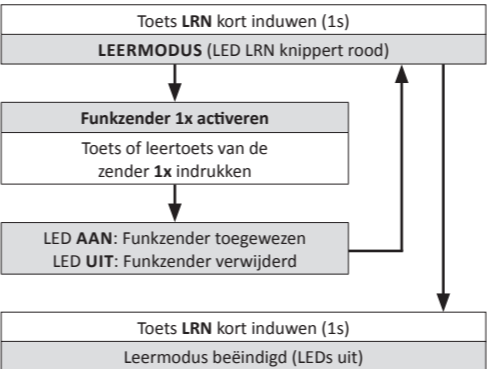 Toets LRN kort induwen (1s)
LEERMODUS (LED LRN knippert rood)
Funkzender 1x activeren
Toets of leertoets van de
zender 1x indrukken
LED AAN: Funkzender toegewezen
LED UIT: Funkzender verwijderd
Toets LRN kort induwen (1s)
Leermodus beëindigd (LEDs uit)